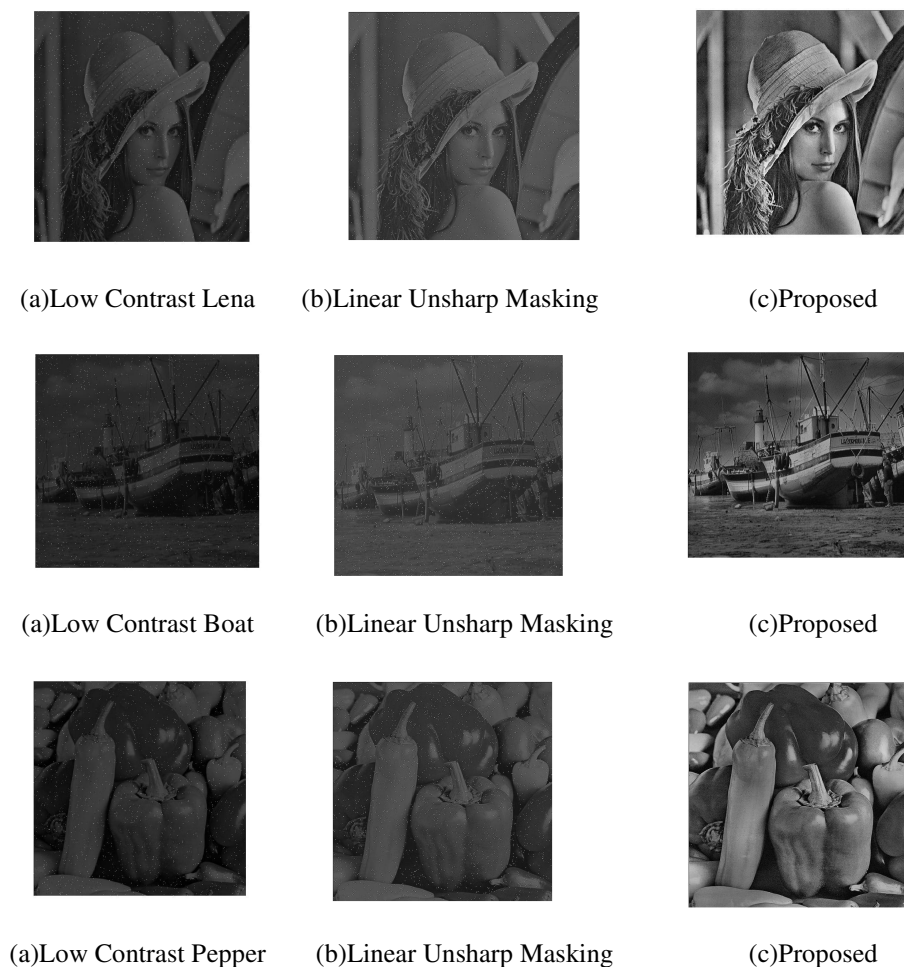 (a)Low Contrast Lena (b)Linear Unsharp Masking (c)Proposed
(a)Low Contrast Boat (b)Linear Unsharp Masking (c)Proposed
(a)Low Contrast Pepper (b)Linear Unsharp Masking (c)Proposed